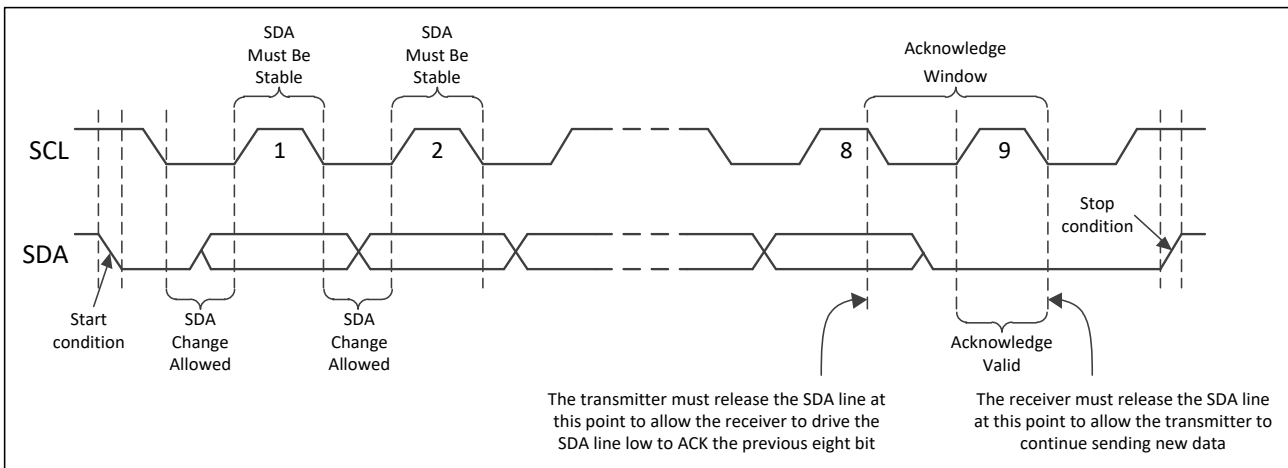 SDA
Must Be
Stable
SDA
Must Be
Stable
Acknowledge
Window
SCL
1
2
8
9
SDA
Stop
condition
Start
condition
SDA
Change
Allowed
SDA
Change
Allowed
Acknowledge
Valid
The transmitter must release the SDA line at
this point to allow the receiver to drive the
SDA line low to ACK the previous eight bit
The receiver must release the SDA line
at this point to allow the transmitter to
continue sending new data